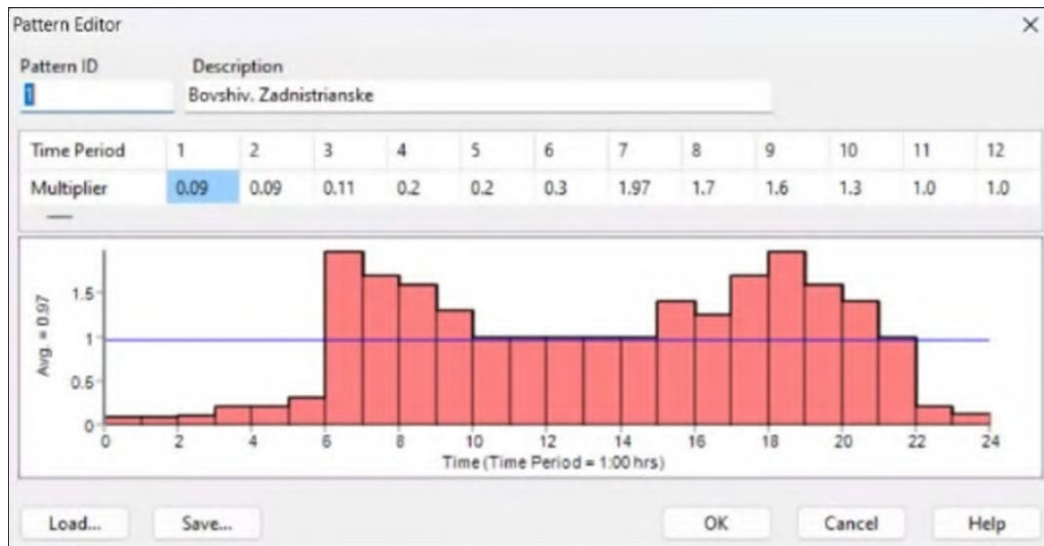 Pattern Editor
Pattern ID Description
1 Bovshiv. Zadnistrianske
Time Period 1 2 3 4 5 6 7 8 9 10 11 12
Multiplier 0.09 0.09 0.11 0.2 0.2 0.3 1.97 1.7 1.6 1.3 1.0 1.0
Avg. = 0.97
1.5
1
0.5
0
0 2 4 6 8 10 12 14 16 18 20 22 24
Time (Time Period = 1:00 hrs)
Load... Save... OK Cancel Help